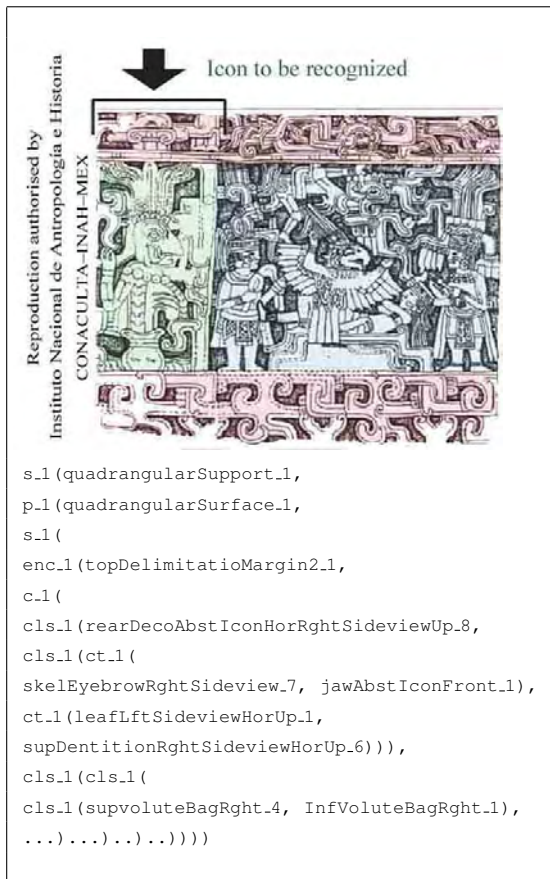 Icon to be recognized
Reproduction authorised by
Instituto Nacional de Antropología e Historia
CONACULTA-INAH-MEX
s_1(quadrangularSupport_1,
p_1(quadrangularSurface_1,
s_1(
enc_1(topDelimitatioMargin2_1,
c_1(
cls_1(rearDecoAbstIconHorRghtSideviewUp_8,
cls_1(ct_1(
skelEyebrowRghtSideview_7, jawAbstIconFront_1),
ct_1(leafLftSideviewHorUp_1,
supDentitionRghtSideviewHorUp_6))),
cls_1(cls_1(
cls_1(supvoluteBagRght_4, InfVoluteBagRght_1),
...)...)..)..))))